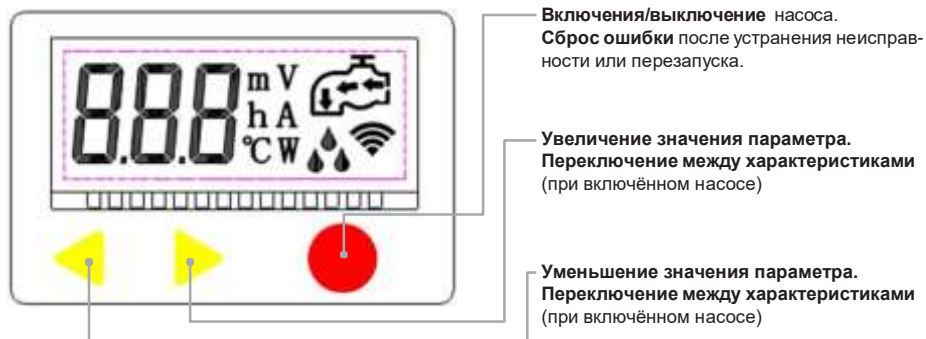 Включения/выключение насоса.
Сброс ошибки после устранения неисправ-
ности или перезапуска.
888 m V
h A
°C W
Увеличение значения параметра.
Переключение между характеристиками
(при включённом насосе)
Уменьшение значения параметра.
Переключение между характеристиками
(при включённом насосе)